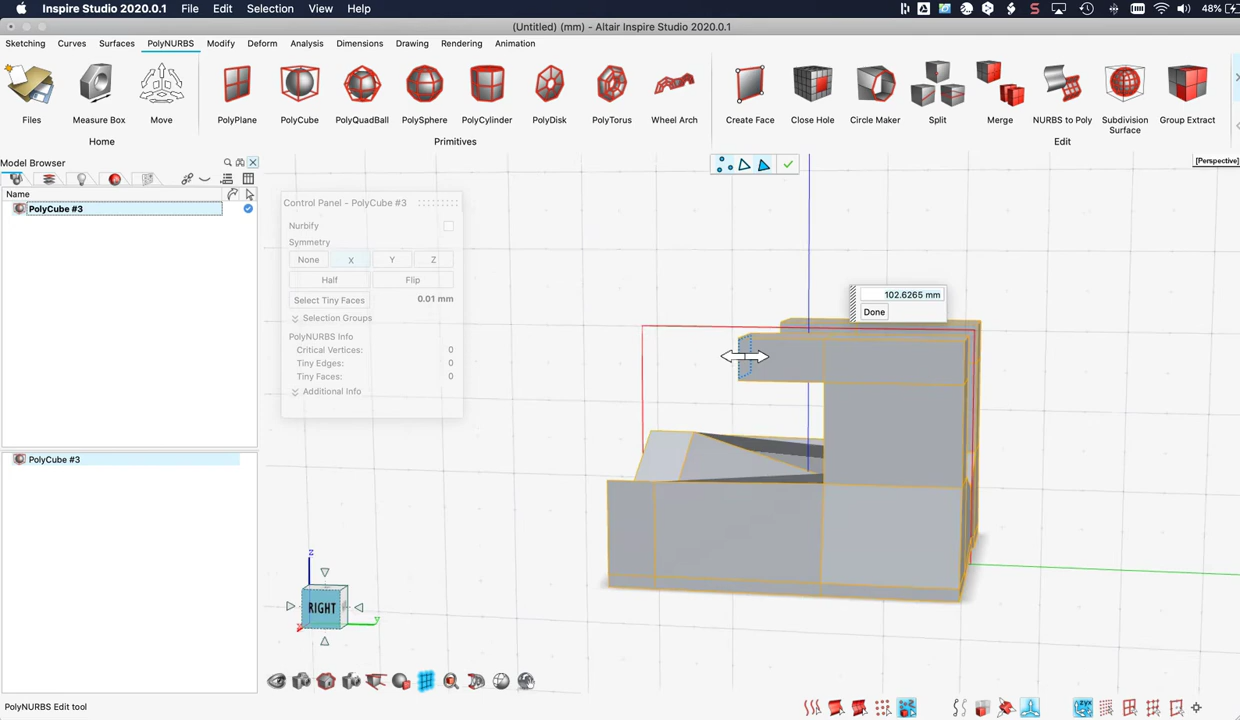 Inspire Studio 2020.0.1 File Edit Selection View Help 48%
(Untitled) (mm) - Altair Inspire Studio 2020.0.1
Sketching Curves Surfaces PolyNURBS Modify Deform Analysis Dimensions Drawing Rendering Animation
Files Measure Box Move PolyPlane PolyCube PolyQuadBall PolySphere PolyCylinder PolyDisk PolyTorus Wheel Arch Create Face Close Hole Circle Maker Split Merge NURBS to Poly Subdivision Surface Group Extract
Home Primitives Edit
Model Browser
[Perspective]
Name
PolyCube #3
Control Panel - PolyCube #3
Nurbify
Symmetry
None X Y Z
Half Flip
Select Tiny Faces 0.01 mm
Selection Groups
PolyNURBS Info
Critical Vertices: 0
Tiny Edges: 0
Tiny Faces: 0
Additional Info
102.6265 mm
Done
PolyCube #3
z
RIGHT
x
y
PolyNURBS Edit tool